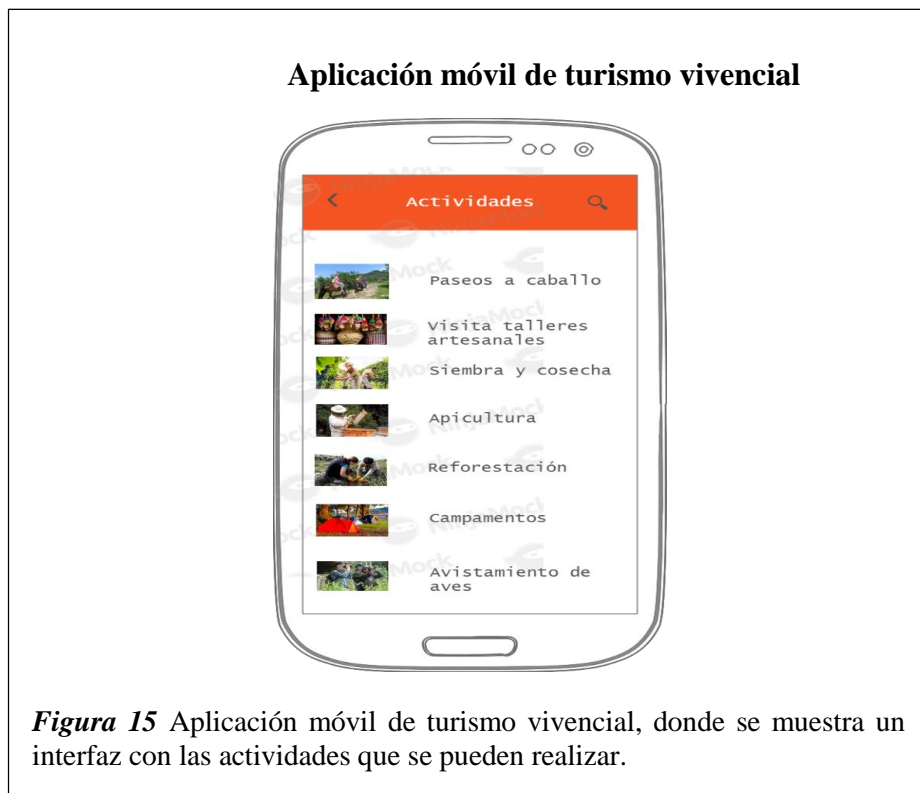 Aplicación móvil de turismo vivencial
Actividades
Paseos a caballo
Visita talleres
artesanales
Siembra y cosecha
Apicultura
Reforestación
Campamentos
Avistamiento de
aves
NinjaMock
Figura 15 Aplicación móvil de turismo vivencial, donde se muestra un
interfaz con las actividades que se pueden realizar.